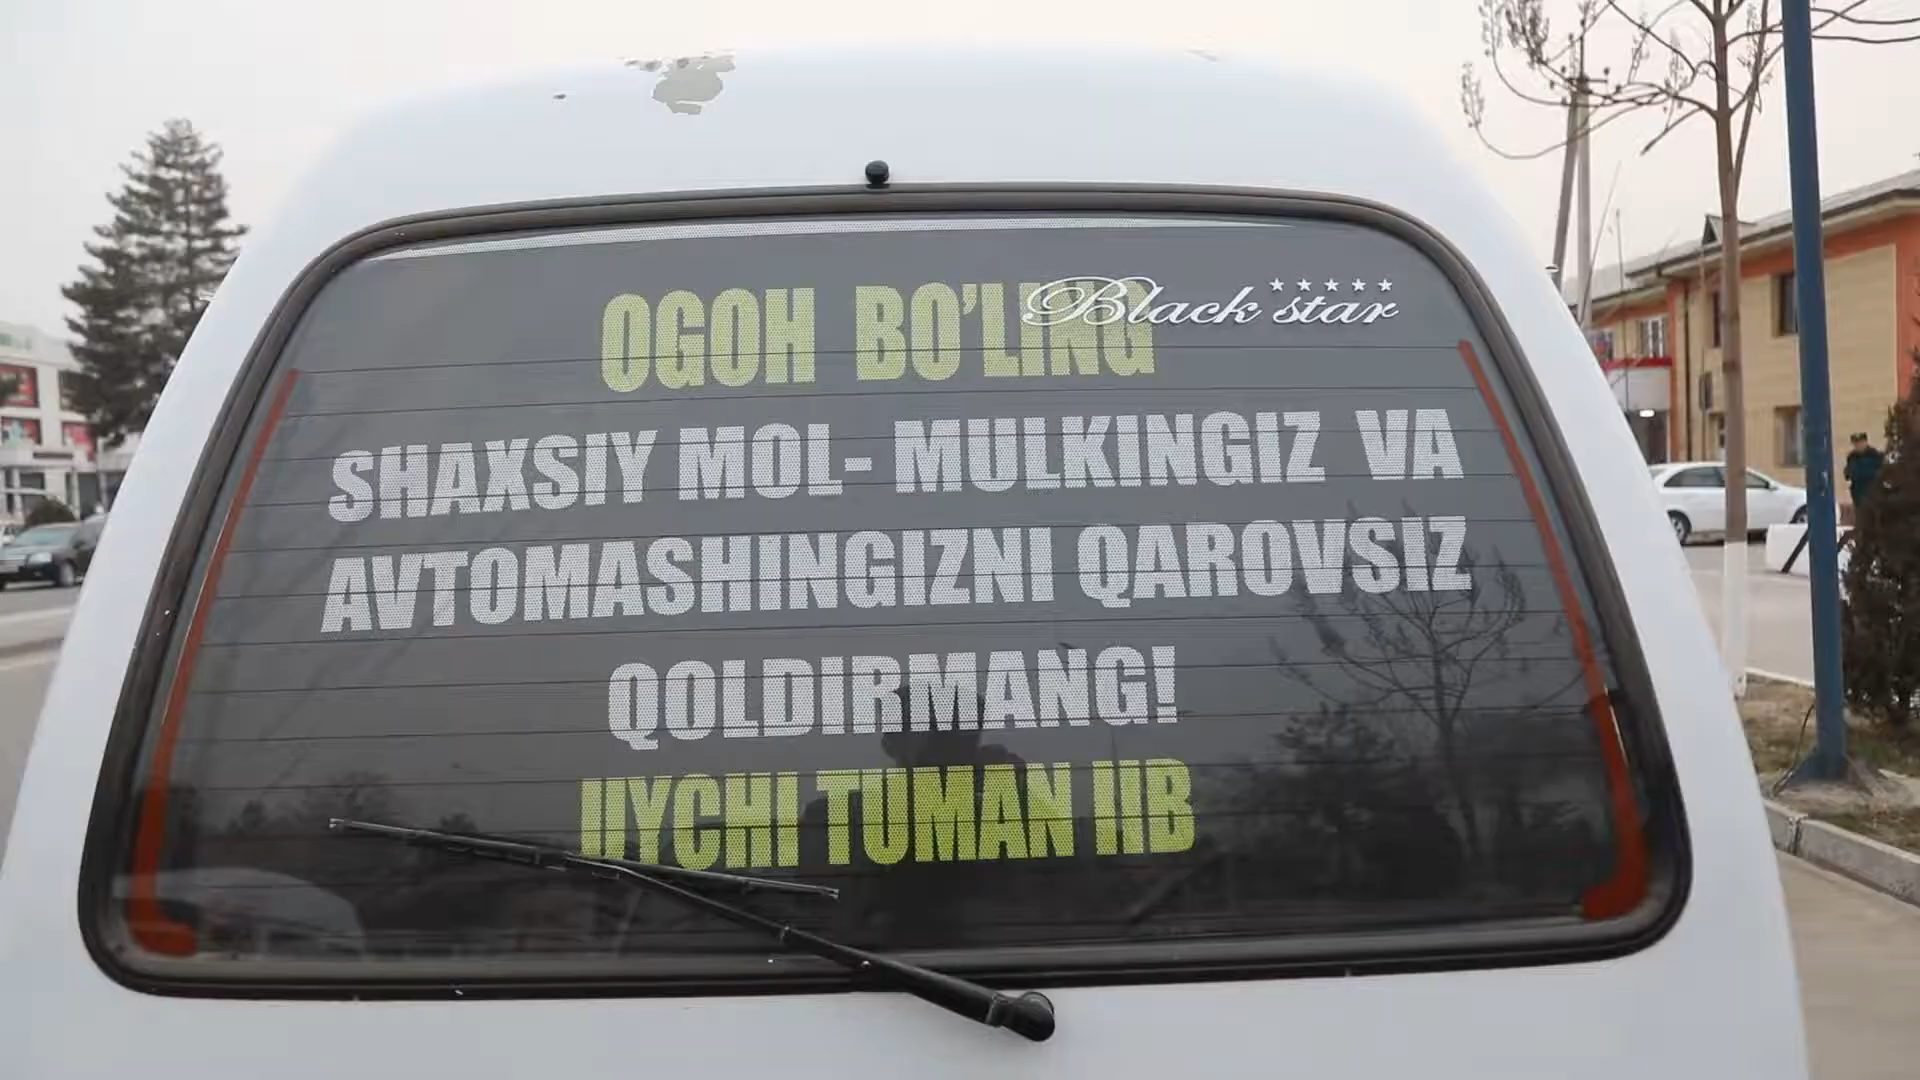 OGOH BO'LING
Black star
SHAXSIY MOL- MULKINGIZ VA
AVTOMASHINGIZNI QAROVSIZ
QOLDIRMANG!
UYCHI TUMAN IIB